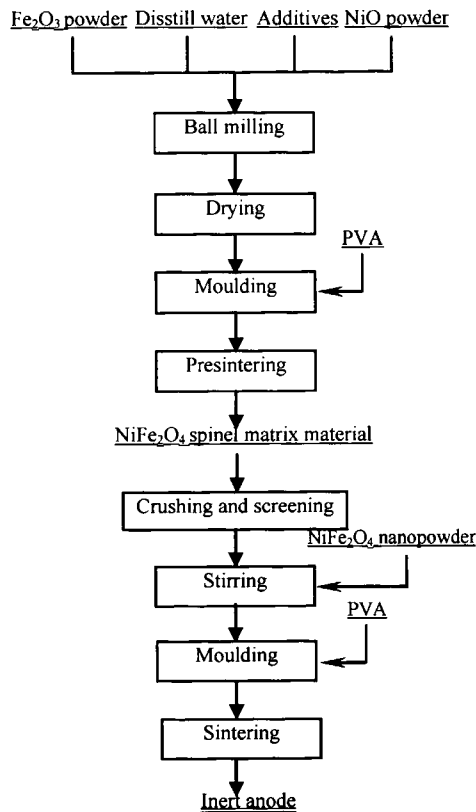 Fe₂O₃ powder Disstill water Additives NiO powder
Ball milling
Drying
PVA
Moulding
Presintering
NiFe₂O₄ spinel matrix material
Crushing and screening
NiFe₂O₄ nanopowder
Stirring
PVA
Moulding
Sintering
Inert anode